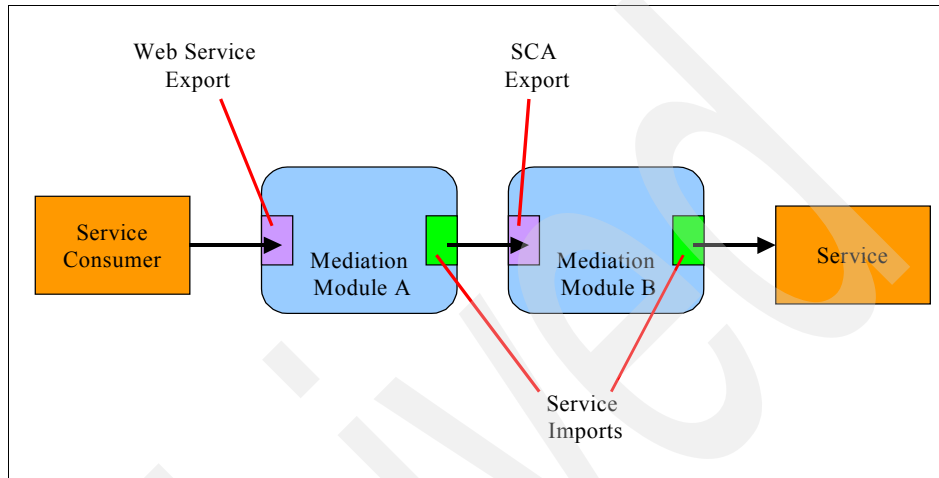 Web Service
Export
SCA
Export
Service
Consumer
Mediation
Module A
Mediation
Module B
Service
Service
Imports